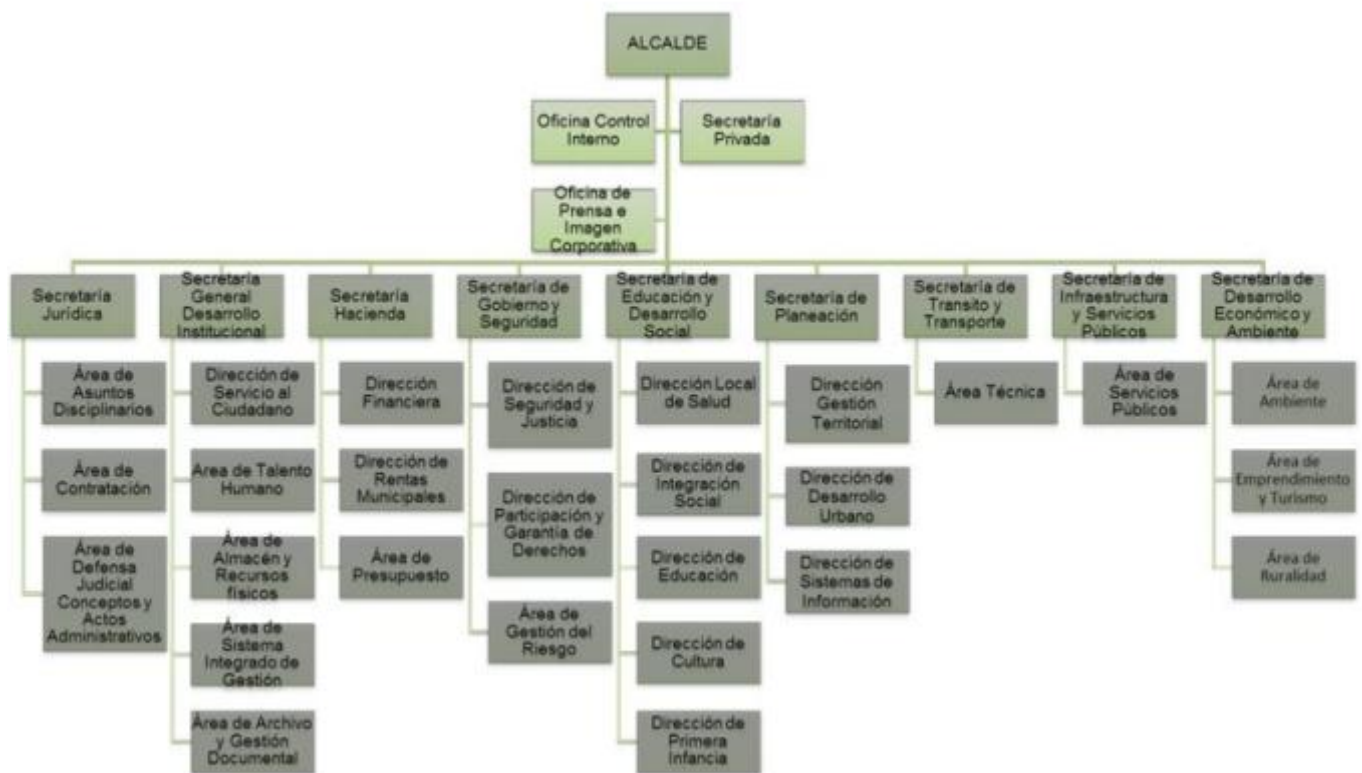 ALCALDE
Oficina Control
Interno
Secretaría
Privada
Oficina de
Prensa e
Imagen
Corporativa
Secretaría
Jurídica
Secretaría
General
Desarrollo
Institucional
Secretaría
Hacienda
Secretaría de
Gobierno y
Seguridad
Secretaría de
Educación y
Desarrollo
Social
Secretaría de
Planeación
Secretaría de
Transito y
Transporte
Secretaría de
Infraestructura
y Servicios
Públicos
Secretaría de
Desarrollo
Económico y
Ambiente
Área de
Asuntos
Disciplinarios
Área de
Contratación
Área de
Defensa
Judicial
Conceptos y
Actos
Administrativos
Dirección de
Servicio al
Ciudadano
Area de Talento
Humano
Área de
Almacén y
Recursos
físicos
Área de
Sistema
Integrado de
Gestión
Área de Archivo
y Gestión
Documental
Dirección
Financiera
Dirección de
Rentas
Municipales
Área de
Presupuesto
Dirección de
Seguridad y
Justicia
Dirección de
Participación y
Garantía de
Derechos
Área de
Gestión del
Riesgo
Dirección Local
de Salud
Dirección de
Integración
Social
Dirección de
Educación
Dirección de
Cultura
Dirección de
Primera
Infancia
Dirección
Gestión
Territorial
Dirección de
Desarrollo
Urbano
Dirección de
Sistemas de
Información
Área Técnica
Área de
Servicios
Públicos
Área de
Ambiente
Área de
Emprendimiento
y Turismo
Área de
Ruralidad